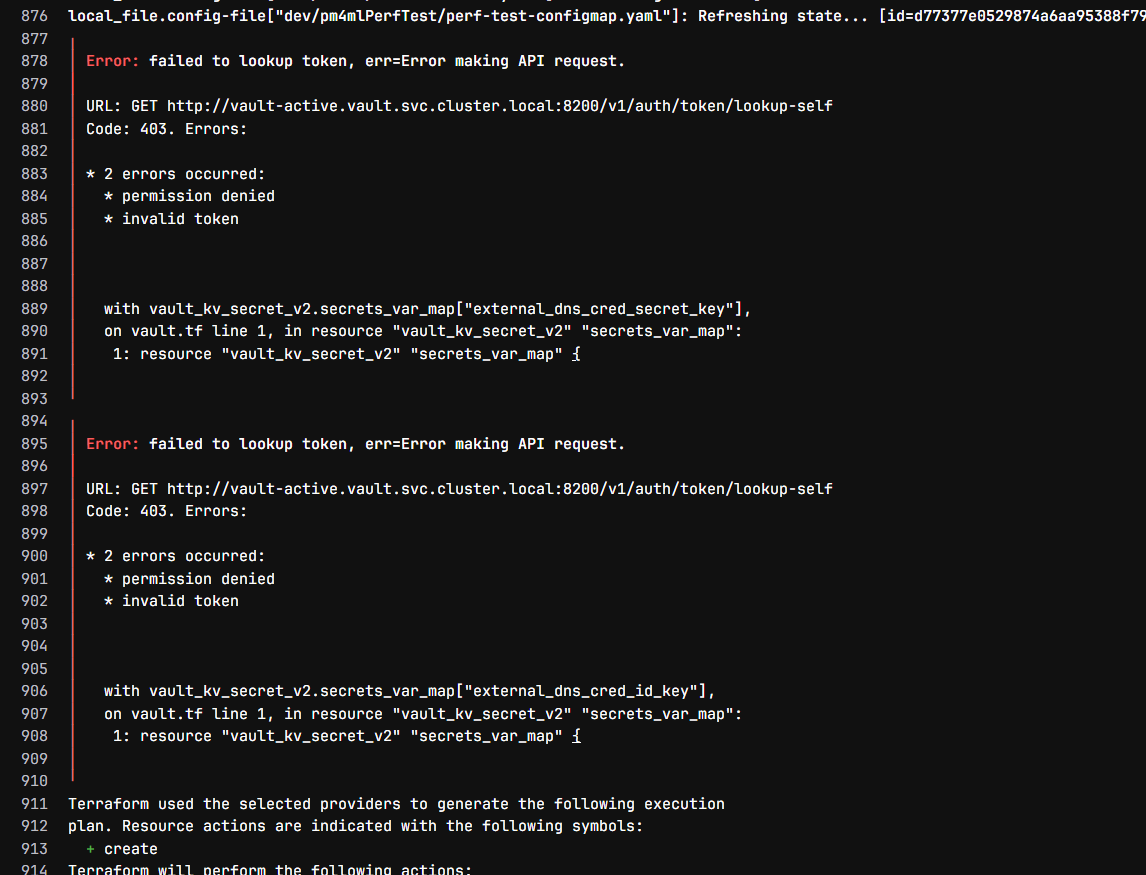 876 local_file.config-file["dev/pm4mlPerfTest/perf-test-configmap.yaml"]: Refreshing state... [id=d77377e0529874a6aa95388f79
877
878 Error: failed to lookup token, err=Error making API request.
879
880 URL: GET http://vault-active.vault.svc.cluster.local:8200/v1/auth/token/lookup-self
881 Code: 403. Errors:
882
883 * 2 errors occurred:
884 * permission denied
885 * invalid token
886
887
888
889 with vault_kv_secret_v2.secrets_var_map["external_dns_cred_secret_key"],
890 on vault.tf line 1, in resource "vault_kv_secret_v2" "secrets_var_map":
891 1: resource "vault_kv_secret_v2" "secrets_var_map" {
892
893
894
895 Error: failed to lookup token, err=Error making API request.
896
897 URL: GET http://vault-active.vault.svc.cluster.local:8200/v1/auth/token/lookup-self
898 Code: 403. Errors:
899
900 * 2 errors occurred:
901 * permission denied
902 * invalid token
903
904
905
906 with vault_kv_secret_v2.secrets_var_map["external_dns_cred_id_key"],
907 on vault.tf line 1, in resource "vault_kv_secret_v2" "secrets_var_map":
908 1: resource "vault_kv_secret_v2" "secrets_var_map" {
909
910
911 Terraform used the selected providers to generate the following execution
912 plan. Resource actions are indicated with the following symbols:
913 + create
914 Terraform will perform the following actions: